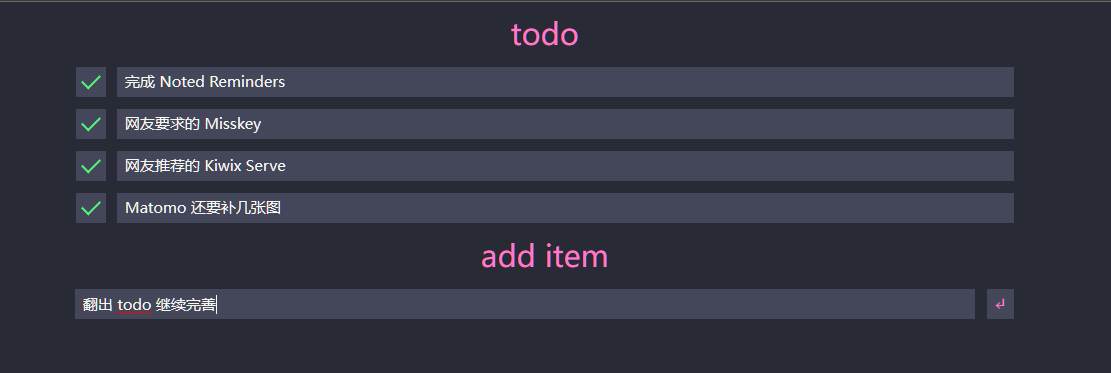 todo
完成 Noted Reminders
网友要求的 Misskey
网友推荐的 Kiwix Serve
Matomo 还要补几张图
add item
翻出 todo 继续完善